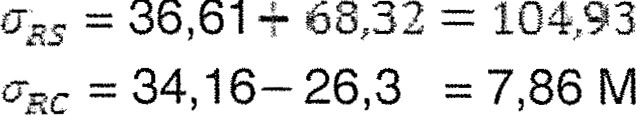 σRS = 36,61+ 68,32 = 104,93
σRC = 34,16− 26,3 = 7,86 M